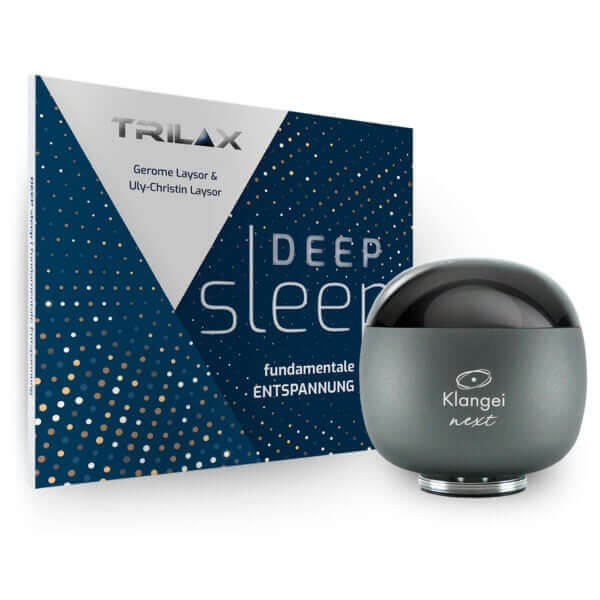 TRILAX
Gerome Laysor &
Uly-Christin Laysor
DEEP
sleep
fundamentale
ENTSPANNUNG
Klangei
next